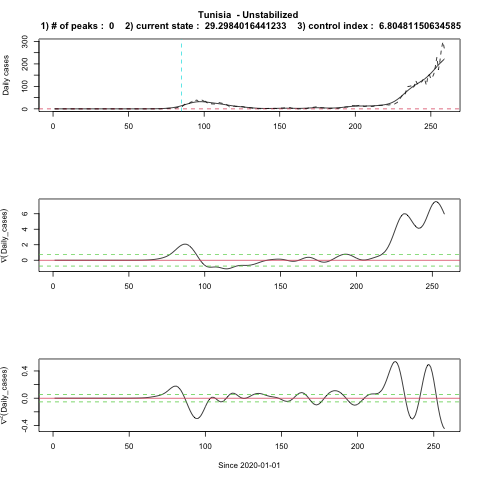 Tunisia - Unstabilized
1) # of peaks : 0 2) current state : 29.2984016441233 3) control index : 6.80481150634585
Daily cases
300
200
100
0
0 50 100 150 200 250
∇(Daily_cases)
6
4
2
0
0 50 100 150 200 250
∇²(Daily_cases)
0.4
0.0
-0.4
0 50 100 150 200 250
Since 2020-01-01